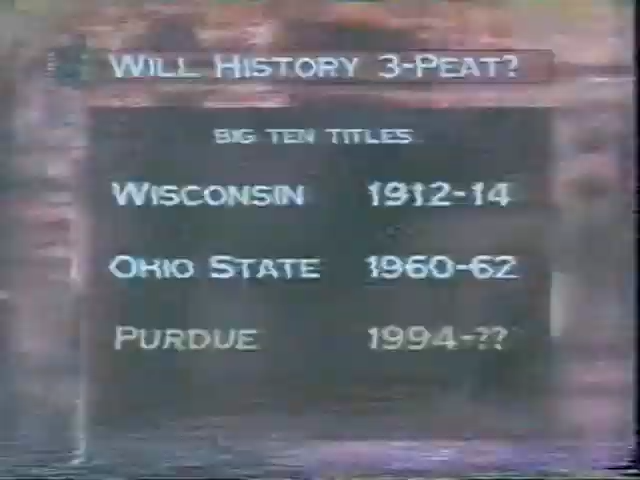 WILL HISTORY 3-PEAT?
BIG TEN TITLES
WISCONSIN 1912-14
OHIO STATE 1960-62
PURDUE 1994-??